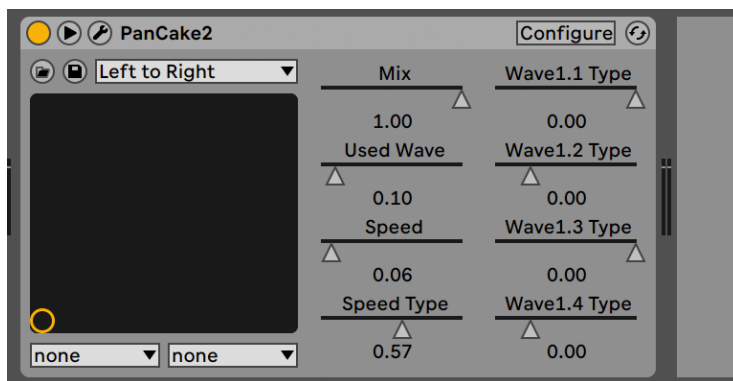 PanCake2
Configure
Left to Right
Mix
1.00
Used Wave
0.10
Speed
0.06
Speed Type
0.57
Wave1.1 Type
0.00
Wave1.2 Type
0.00
Wave1.3 Type
0.00
Wave1.4 Type
0.00
none
none